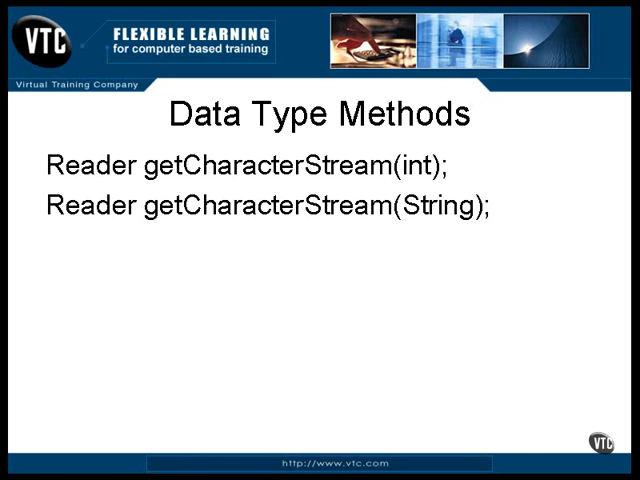 VTC
FLEXIBLE LEARNING
for computer based training
Virtual Training Company
Data Type Methods
Reader getCharacterStream(int);
Reader getCharacterStream(String);
VTC
http://www.vtc.com